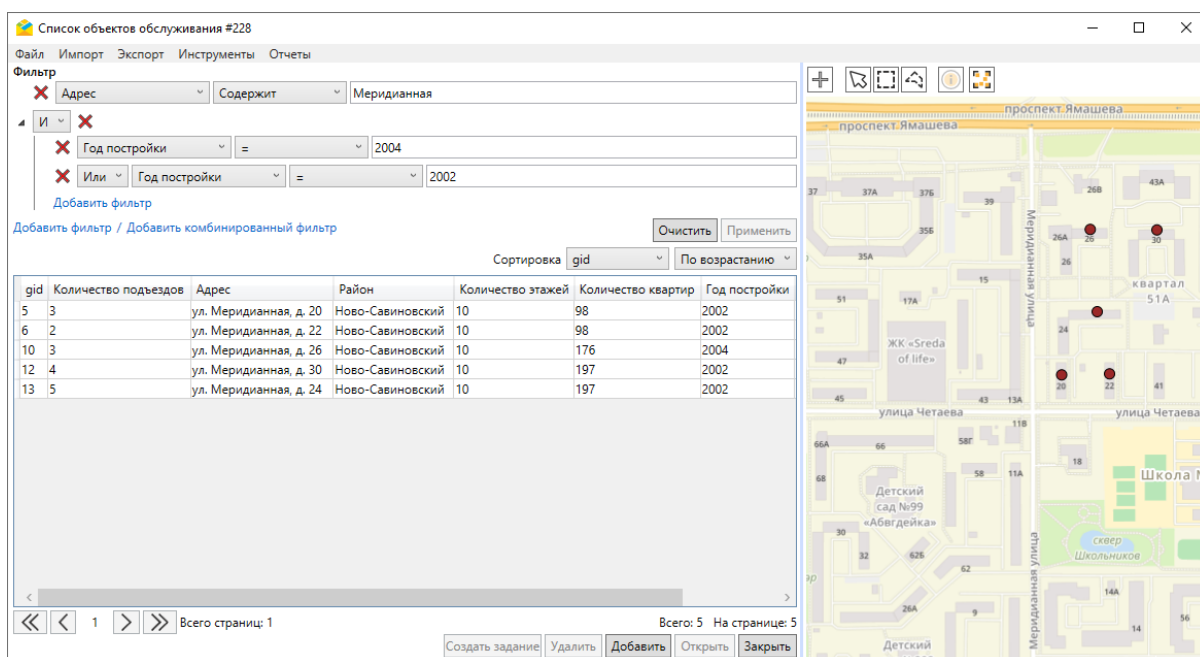 Список объектов обслуживания #228
Файл Импорт Экспорт Инструменты Отчеты
Фильтр
Адрес Содержит Меридианная
И
Год постройки = 2004
Или Год постройки = 2002
Добавить фильтр
Добавить фильтр / Добавить комбинированный фильтр
Очистить Применить
Сортировка gid По возрастанию
gid Количество подъездов Адрес Район Количество этажей Количество квартир Год постройки
5 3 ул. Меридианная, д. 20 Ново-Савиновский 10 98 2002
6 2 ул. Меридианная, д. 22 Ново-Савиновский 10 98 2002
10 3 ул. Меридианная, д. 26 Ново-Савиновский 10 176 2004
12 4 ул. Меридианная, д. 30 Ново-Савиновский 10 197 2002
13 5 ул. Меридианная, д. 24 Ново-Савиновский 10 197 2002
1 Всего страниц: 1
Всего: 5 На странице: 5
Создать задание Удалить Добавить Открыть Закрыть
проспект Ямашева
проспект Ямашева
26В 43А
37 37А 37Б
39
35Б
26А 26 30
35А
26
Меридианная улица
15
квартал
51А
51 17А
24
ЖК «Sreda
of life»
47
20 22 41
45 43 13А
улица Четаева улица Четаева
11В
66А 66 58Г
18
68 58 11А
Школа
Детский
сад №99
«Абвгдейка»
30
сквер
Школьников
32 62Б
62
Меридианная улица
14А
26А 9
56
14
Детский